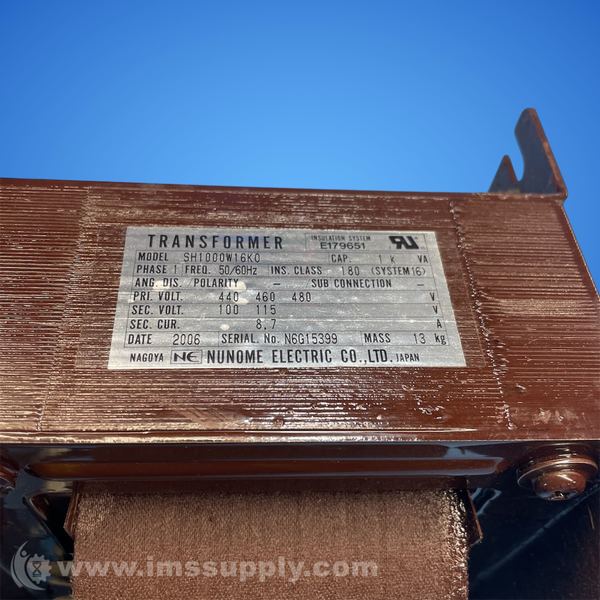 TRANSFORMER INSULATION SYSTEM E179651 RU
MODEL SH1000W16KO CAP. 1 k VA
PHASE 1 FREQ. 50/60Hz INS. CLASS 180 (SYSTEM16)
ANG. DIS. / POLARITY - / SUB CONNECTION -
PRI. VOLT. 440 460 480 V
SEC. VOLT. 100 115 V
SEC. CUR. 8,7 A
DATE 2006 SERIAL No. N6G15399 MASS 13 kg
NAGOYA NE NUNOME ELECTRIC CO.,LTD. JAPAN
www.imssupply.com